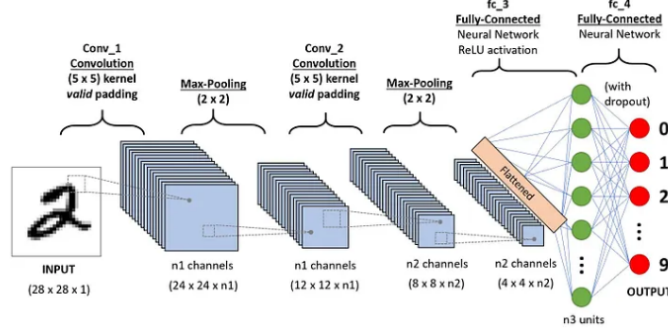 fc_3
Fully-Connected
Neural Network
ReLU activation
fc_4
Fully-Connected
Neural Network
Conv_1
Convolution
(5 x 5) kernel
valid padding
Max-Pooling
(2 x 2)
Conv_2
Convolution
(5 x 5) kernel
valid padding
Max-Pooling
(2 x 2)
(with
dropout)
0
1
2
9
Flattened
INPUT
(28 x 28 x 1)
n1 channels
(24 x 24 x n1)
n1 channels
(12 x 12 x n1)
n2 channels
(8 x 8 x n2)
n2 channels
(4 x 4 x n2)
OUTPUT
n3 units
2